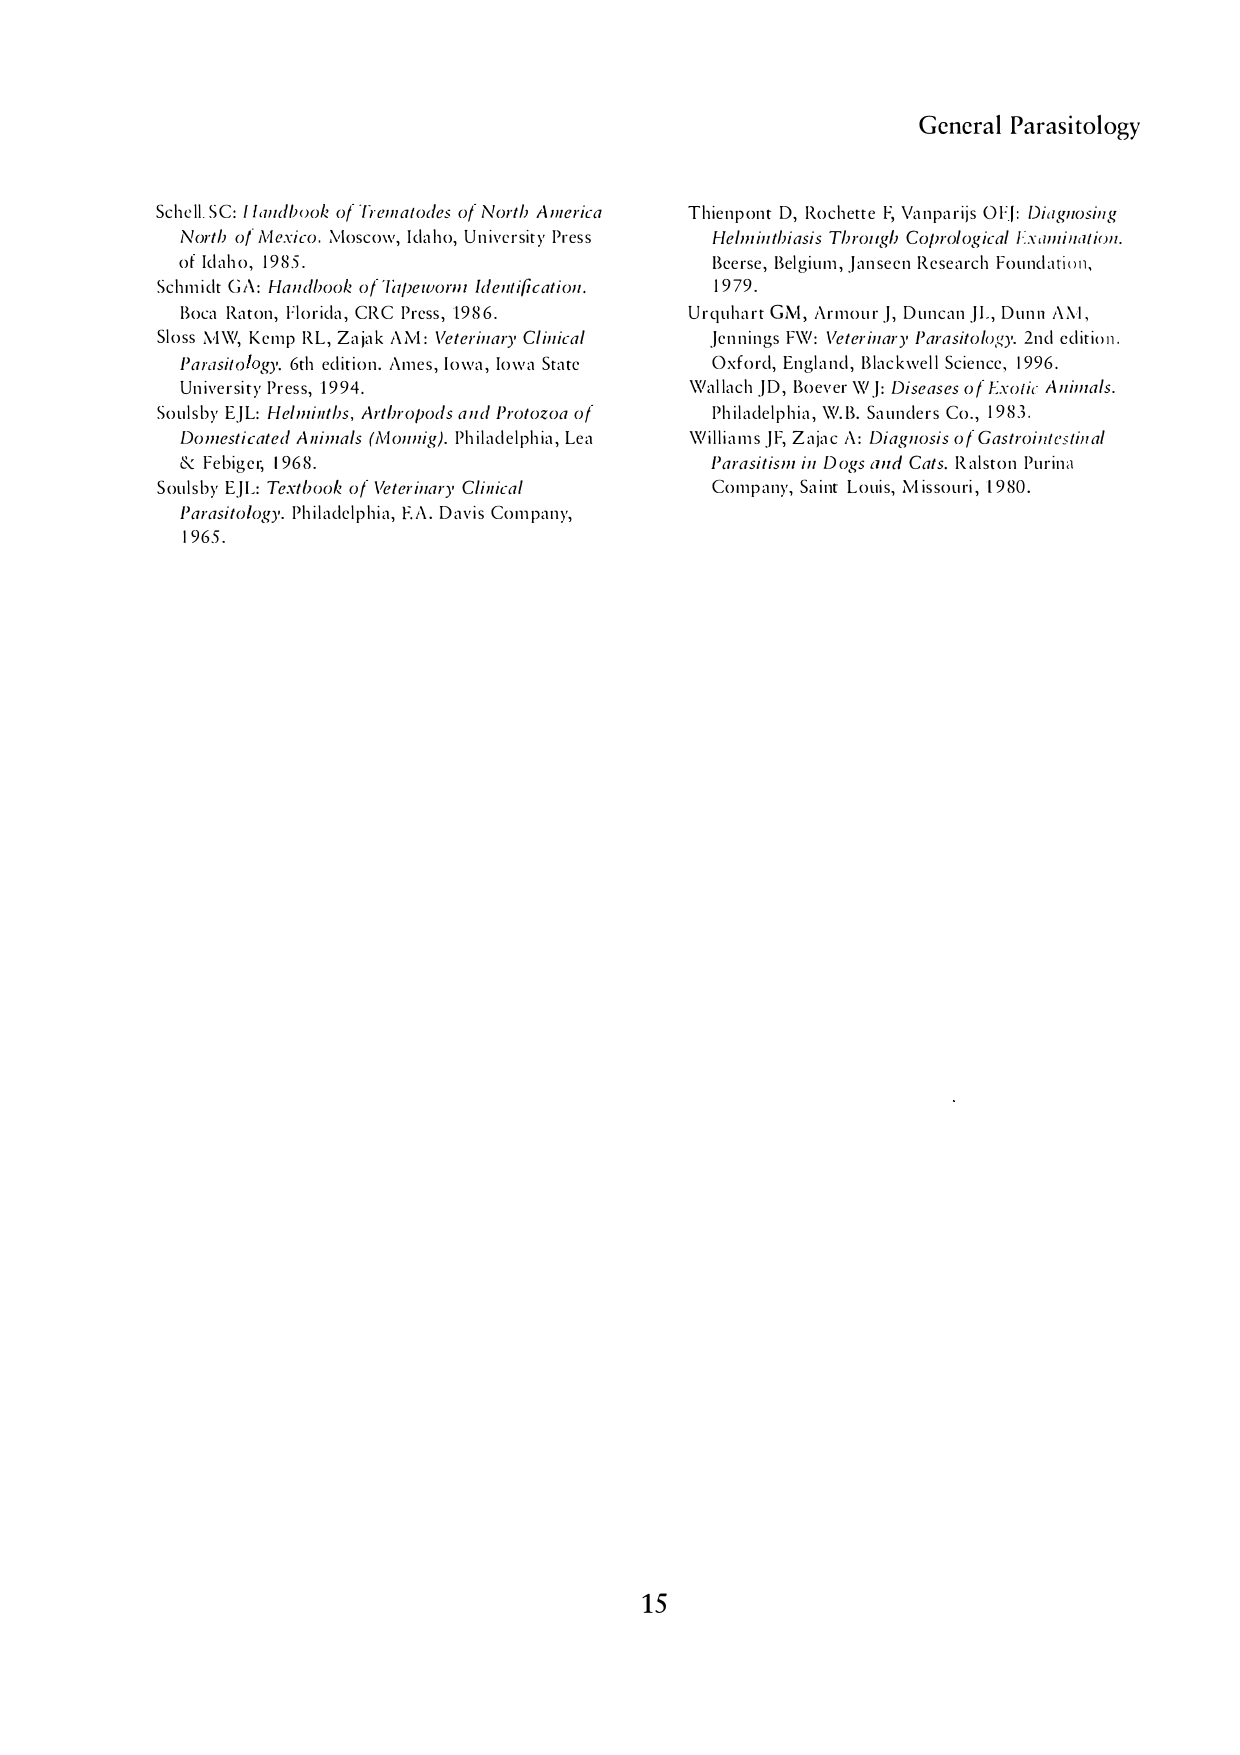 General Parasitology
Schell SC: Handbook of Trematodes of North America
North of Mexico. Moscow, Idaho, University Press
of Idaho, 1985.
Schmidt GA: Handbook of Tapeworm Identification.
Boca Raton, Florida, CRC Press, 1986.
Sloss MW, Kemp RL, Zajak AM: Veterinary Clinical
Parasitology. 6th edition. Ames, Iowa, Iowa State
University Press, 1994.
Soulsby EJL: Helminths, Arthropods and Protozoa of
Domesticated Animals (Monnig). Philadelphia, Lea
& Febiger, 1968.
Soulsby EJL: Textbook of Veterinary Clinical
Parasitology. Philadelphia, F.A. Davis Company,
1965.
Thienpont D, Rochette F, Vanparijs OFJ: Diagnosing
Helminthiasis Through Coprological Examination.
Beerse, Belgium, Janseen Research Foundation,
1979.
Urquhart GM, Armour J, Duncan JL, Dunn AM,
Jennings FW: Veterinary Parasitology. 2nd edition.
Oxford, England, Blackwell Science, 1996.
Wallach JD, Boever WJ: Diseases of Exotic Animals.
Philadelphia, W.B. Saunders Co., 1983.
Williams JF, Zajac A: Diagnosis of Gastrointestinal
Parasitism in Dogs and Cats. Ralston Purina
Company, Saint Louis, Missouri, 1980.
15